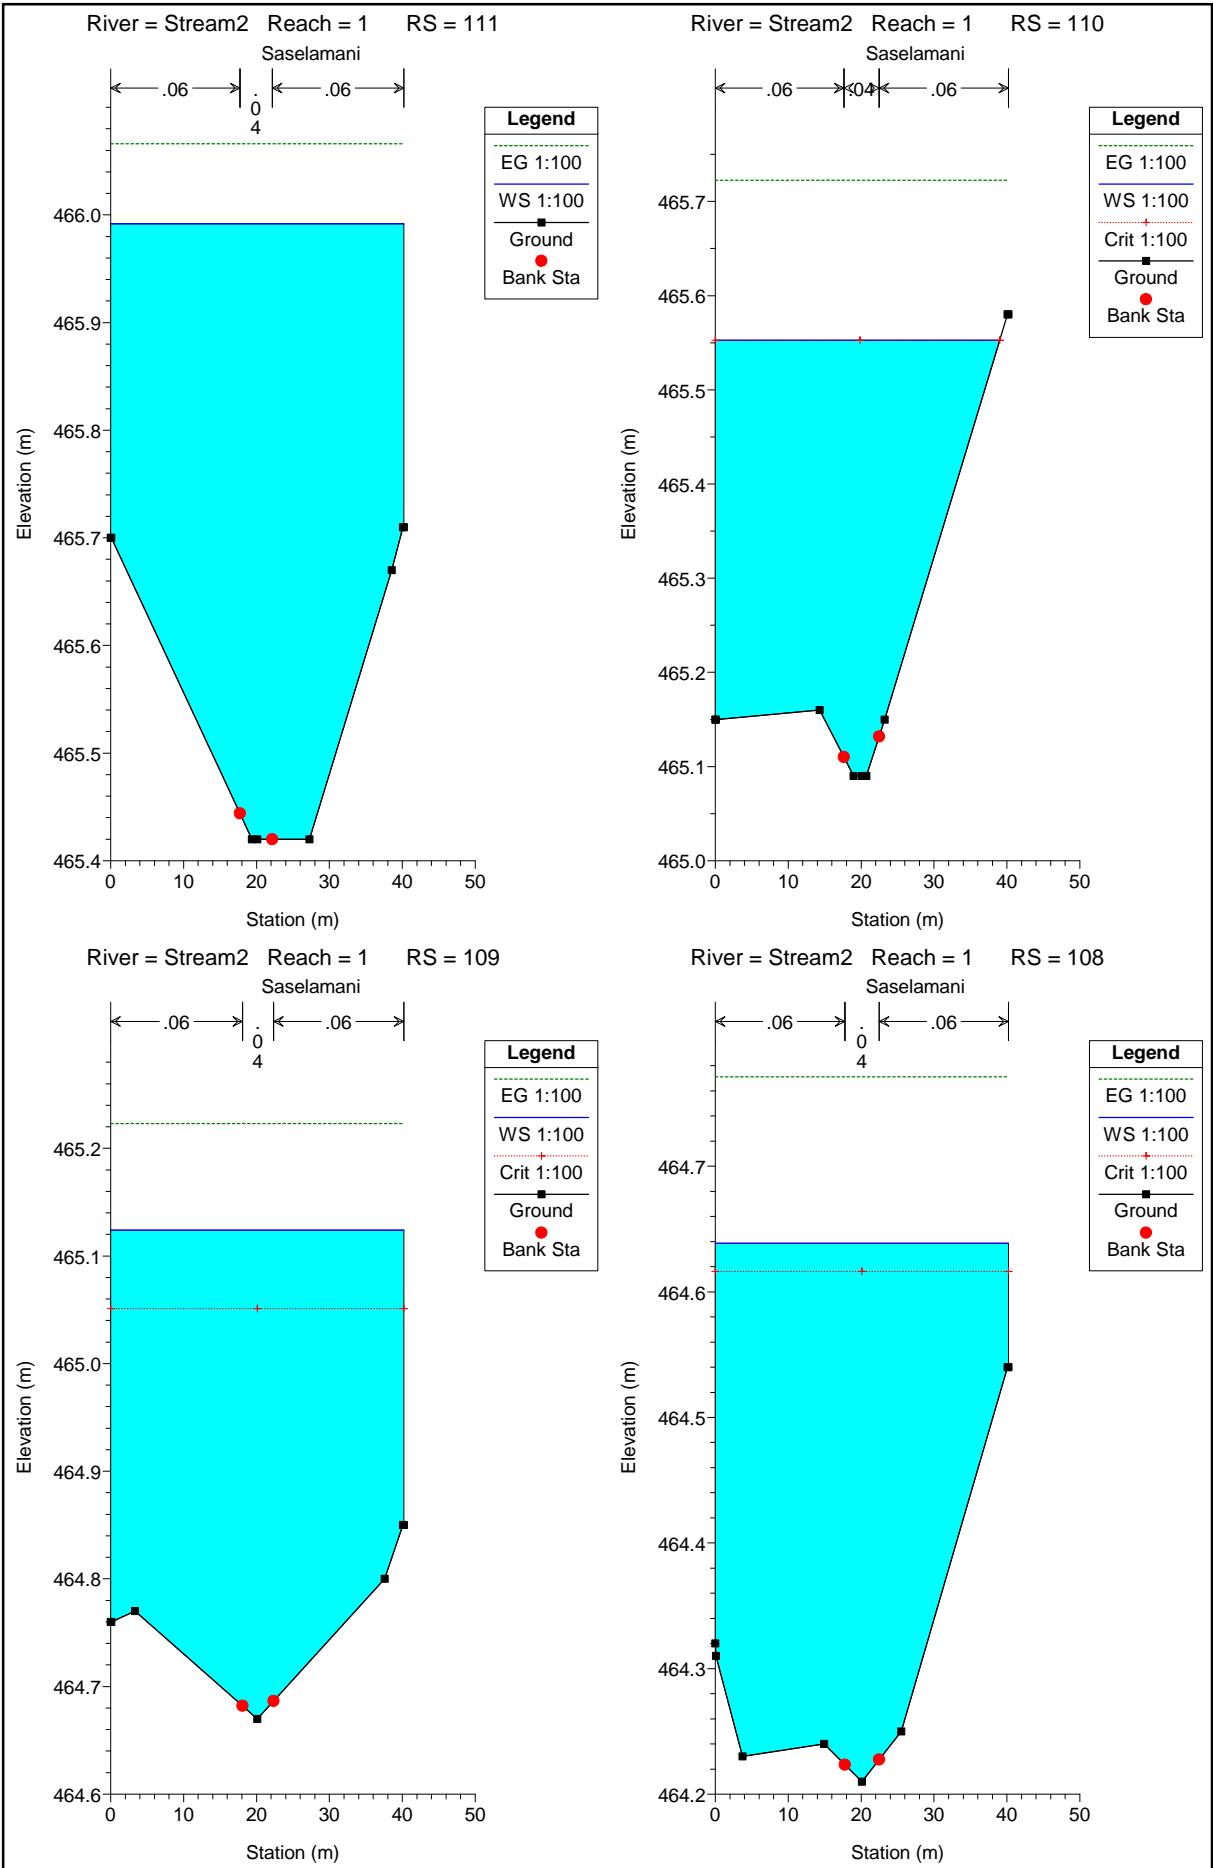 River = Stream2   Reach = 1      RS = 111
Saselamani
.06
.04
.06
Legend
EG 1:100
WS 1:100
Ground
Bank Sta
466.0
465.9
465.8
465.7
465.6
465.5
465.4
Elevation (m)
0 10 20 30 40 50
Station (m)
River = Stream2   Reach = 1      RS = 110
Saselamani
.06
.04
.06
Legend
EG 1:100
WS 1:100
Crit 1:100
Ground
Bank Sta
465.7
465.6
465.5
465.4
465.3
465.2
465.1
465.0
Elevation (m)
0 10 20 30 40 50
Station (m)
River = Stream2   Reach = 1      RS = 109
Saselamani
.06
.04
.06
Legend
EG 1:100
WS 1:100
Crit 1:100
Ground
Bank Sta
465.2
465.1
465.0
464.9
464.8
464.7
464.6
Elevation (m)
0 10 20 30 40 50
Station (m)
River = Stream2   Reach = 1      RS = 108
Saselamani
.06
.04
.06
Legend
EG 1:100
WS 1:100
Crit 1:100
Ground
Bank Sta
464.7
464.6
464.5
464.4
464.3
464.2
Elevation (m)
0 10 20 30 40 50
Station (m)